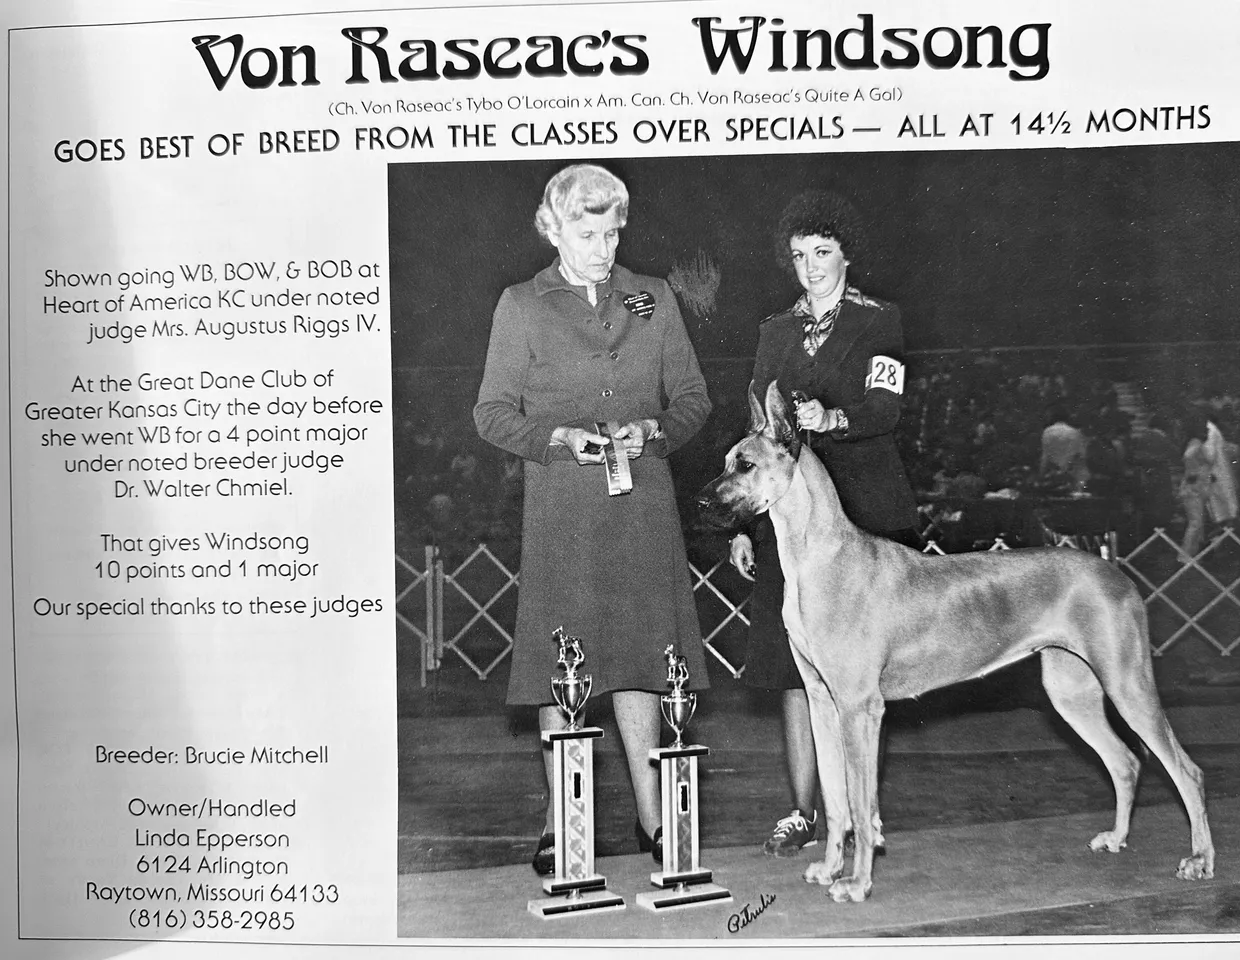 Von Raseac's Windsong
(Ch. Von Raseac's Tybo O'Lorcain x Am. Can. Ch. Von Raseac's Quite A Gal)
GOES BEST OF BREED FROM THE CLASSES OVER SPECIALS — ALL AT 14½ MONTHS
Shown going WB, BOW, & BOB at
Heart of America KC under noted
judge Mrs. Augustus Riggs IV.
At the Great Dane Club of
Greater Kansas City the day before
she went WB for a 4 point major
under noted breeder judge
Dr. Walter Chmiel.
That gives Windsong
10 points and 1 major
Our special thanks to these judges
Breeder: Brucie Mitchell
Owner/Handled
Linda Epperson
6124 Arlington
Raytown, Missouri 64133
(816) 358-2985
28
Petrulis